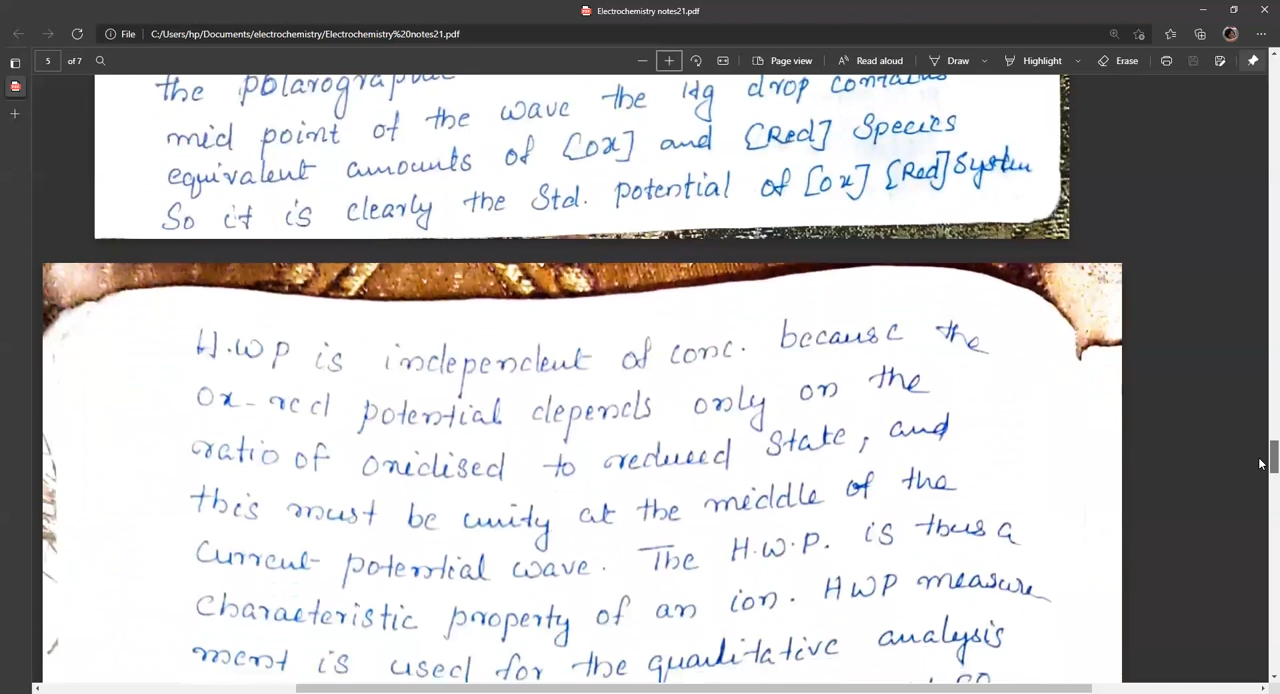 Electrochemistry notes21.pdf
File C:/Users/hp/Documents/electrochemistry/Electrochemistry%20notes21.pdf
5 of 7 Page view Read aloud Draw Highlight Erase
the polarographic
mid point of the wave the Hg drop contains
equivalent amounts of [ox] and [Red] Species
So it is clearly the Std. potential of [ox] [Red] System
H.W P is independent of conc. because the
ox-red potential depends only on the
ratio of oxidised to reduced State, and
this must be unity at the middle of the
current-potential wave. The H.W.P. is thus a
characteristic property of an ion. HWP measure
ment is used for the qualitative analysis